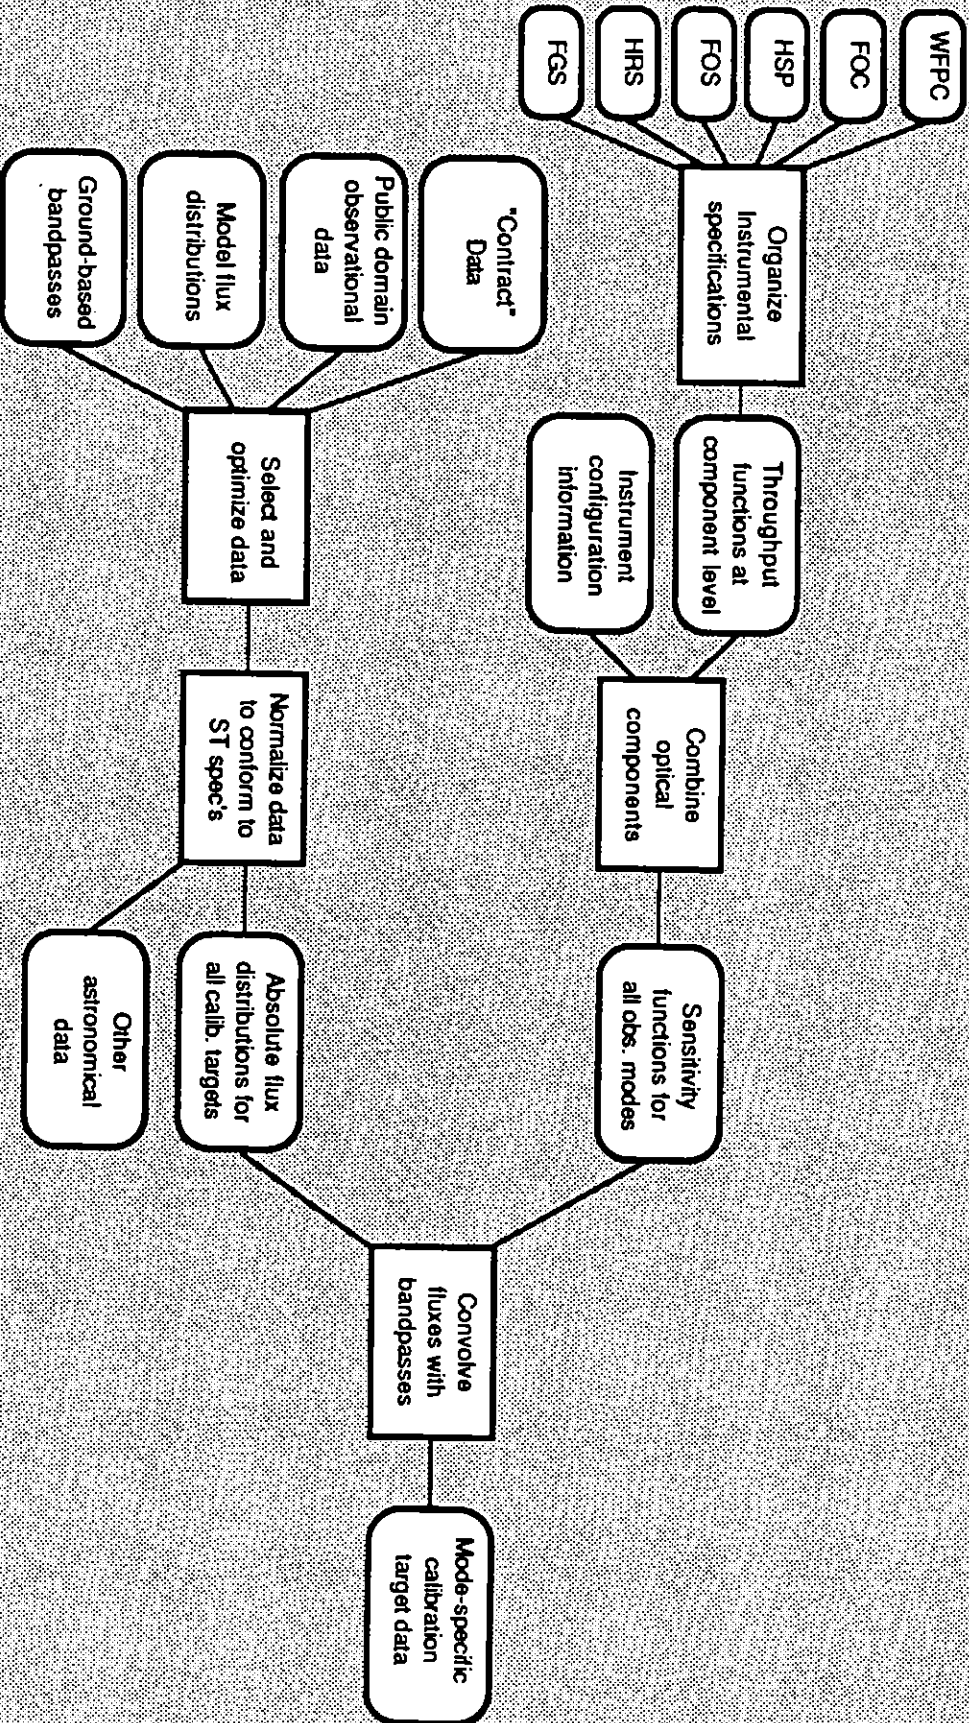 WFPC
FOC
HSP
FOS
HRS
FGS
Organize
Instrumental
specifications
Throughput
functions at
component level
Instrument
configuration
information
Combine
optical
components
Sensitivity
functions for
all obs. modes
"Contract"
Data
Public domain
observational
data
Model flux
distributions
Ground-based
bandpasses
Select and
optimize data
Normalize data
to conform to
ST spec's
Absolute flux
distributions for
all calib. targets
Other
astronomical
data
Convolve
fluxes with
bandpasses
Mode-specific
calibration
target data